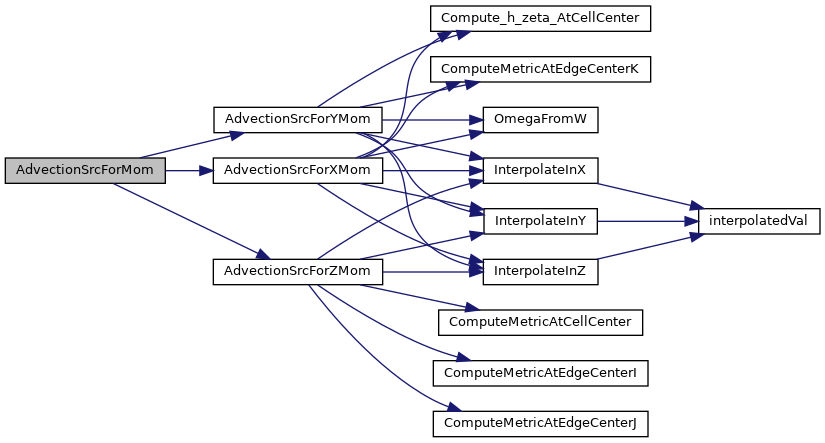 AdvectionSrcForMom
AdvectionSrcForYMom
AdvectionSrcForXMom
AdvectionSrcForZMom
Compute_h_zeta_AtCellCenter
ComputeMetricAtEdgeCenterK
OmegaFromW
InterpolateInX
InterpolateInY
InterpolateInZ
ComputeMetricAtCellCenter
ComputeMetricAtEdgeCenterI
ComputeMetricAtEdgeCenterJ
interpolatedVal